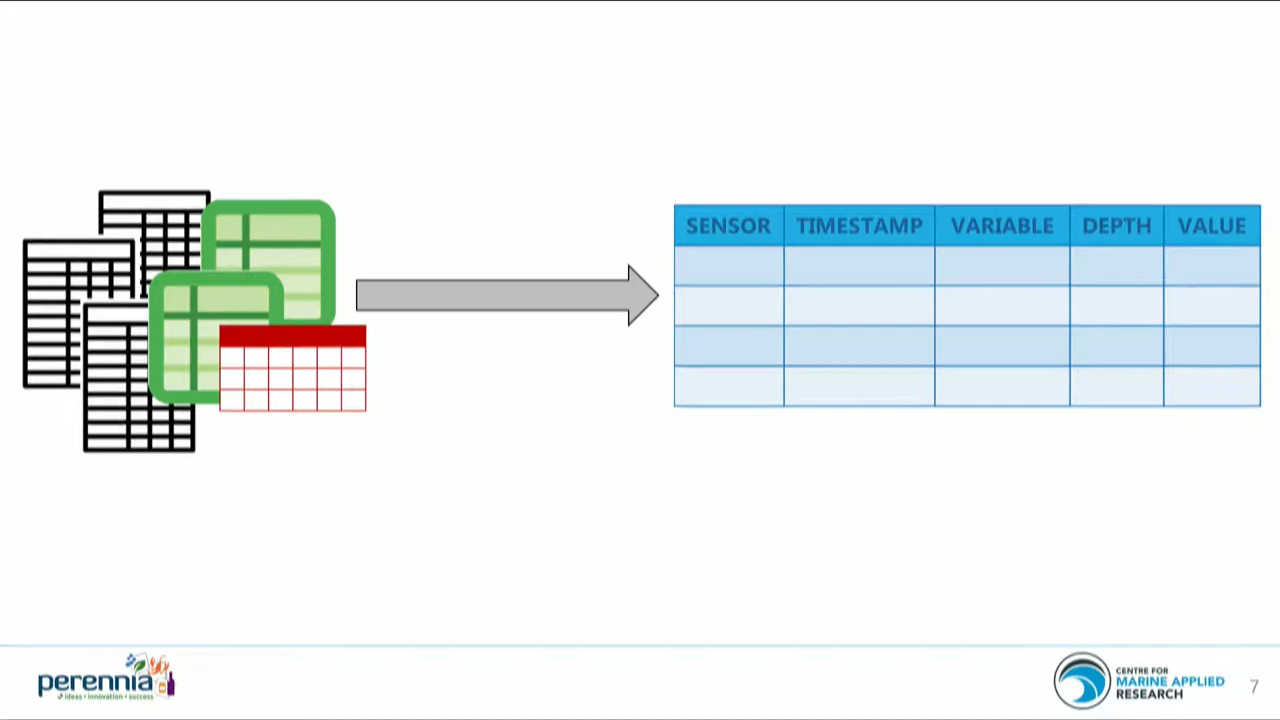 SENSOR TIMESTAMP VARIABLE DEPTH VALUE
perennia
ideas • innovation • success
CENTRE FOR
MARINE APPLIED
RESEARCH
7